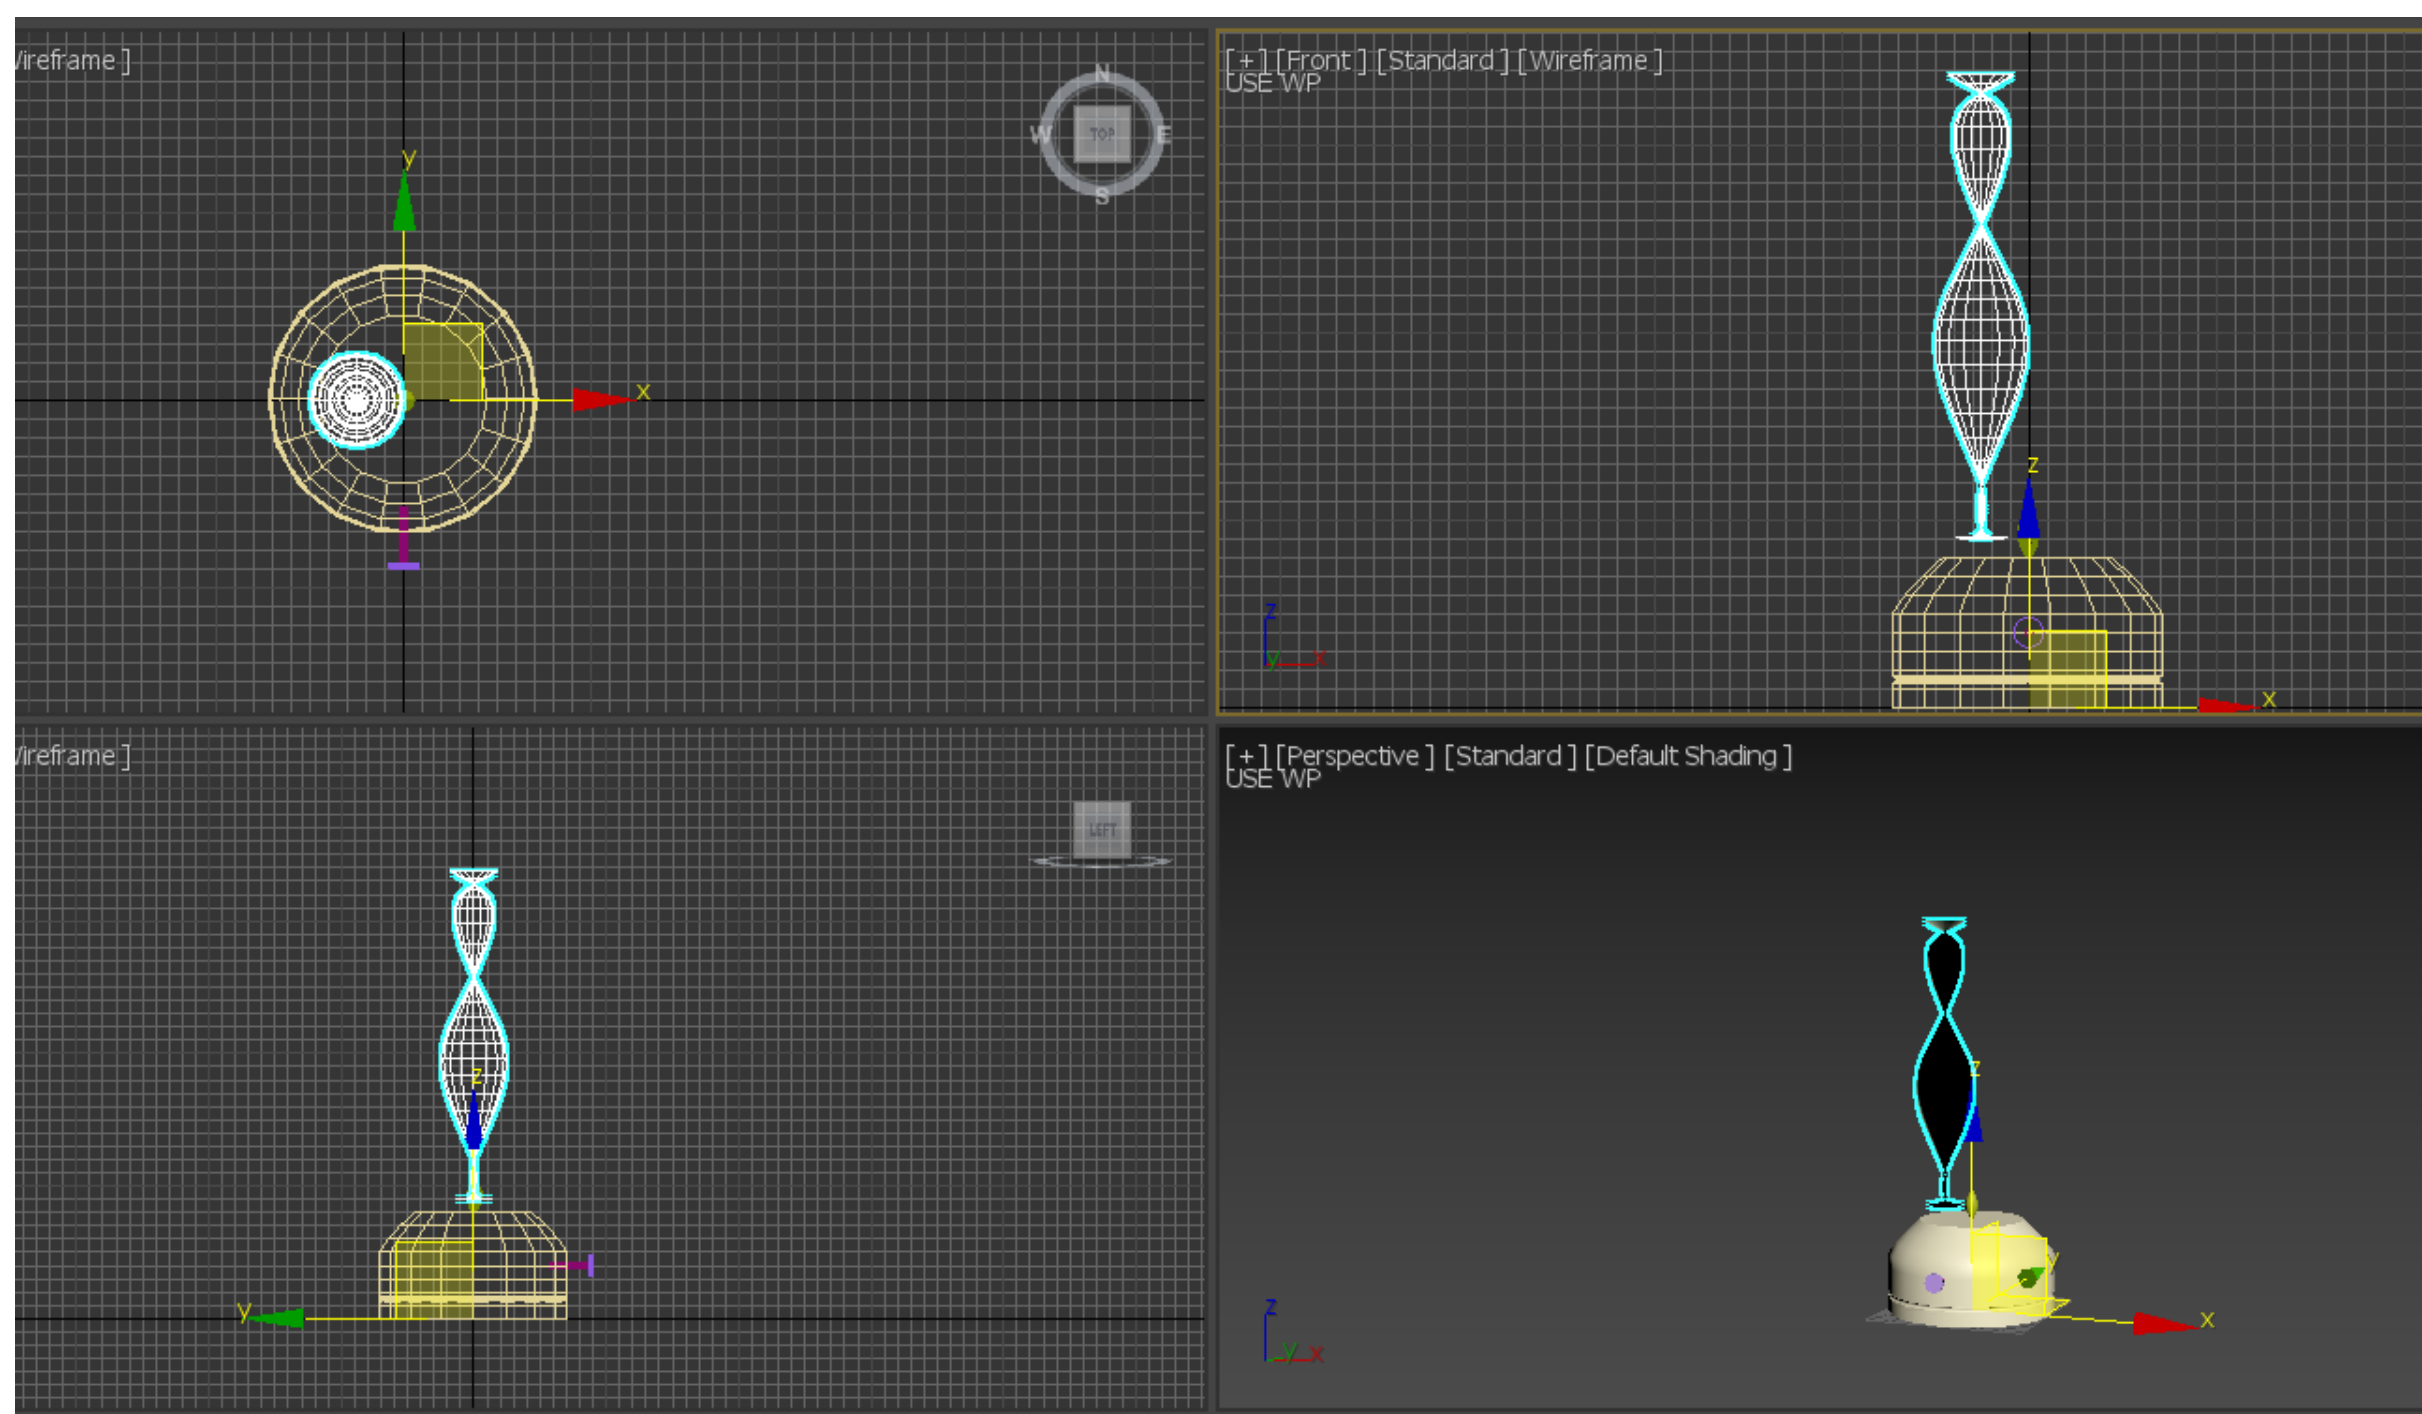 ireframe ]
N
W
TOP
E
S
y
x
[ + ] [Front ] [Standard ] [Wireframe ]
USE WP
z
z
y
x
x
ireframe ]
LEFT
z
y
[ + ] [Perspective ] [Standard ] [Default Shading ]
USE WP
z
y
x
z
y
x